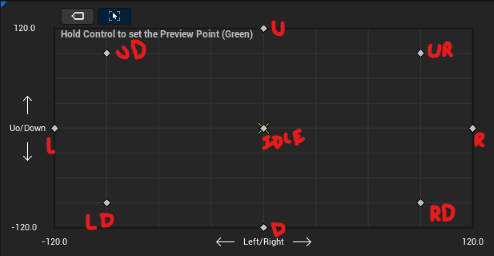 120.0
Hold Control to set the Preview Point (Green)
U
UD
UR
Uo/Down
L
IDLE
R
LD
D
RD
-120.0
-120.0
Left/Right
120.0